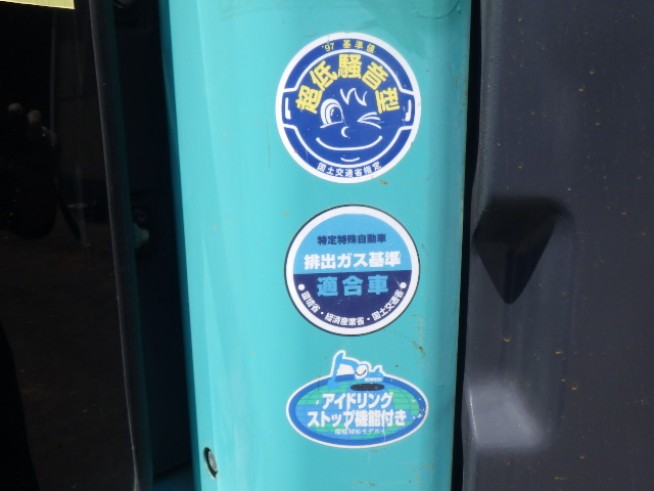 '97 基準値
超低騒音型
国土交通省指定
特定特殊自動車
排出ガス基準
適合車
環境省・経済産業省・国土交通省
アイドリング
ストップ機能付き